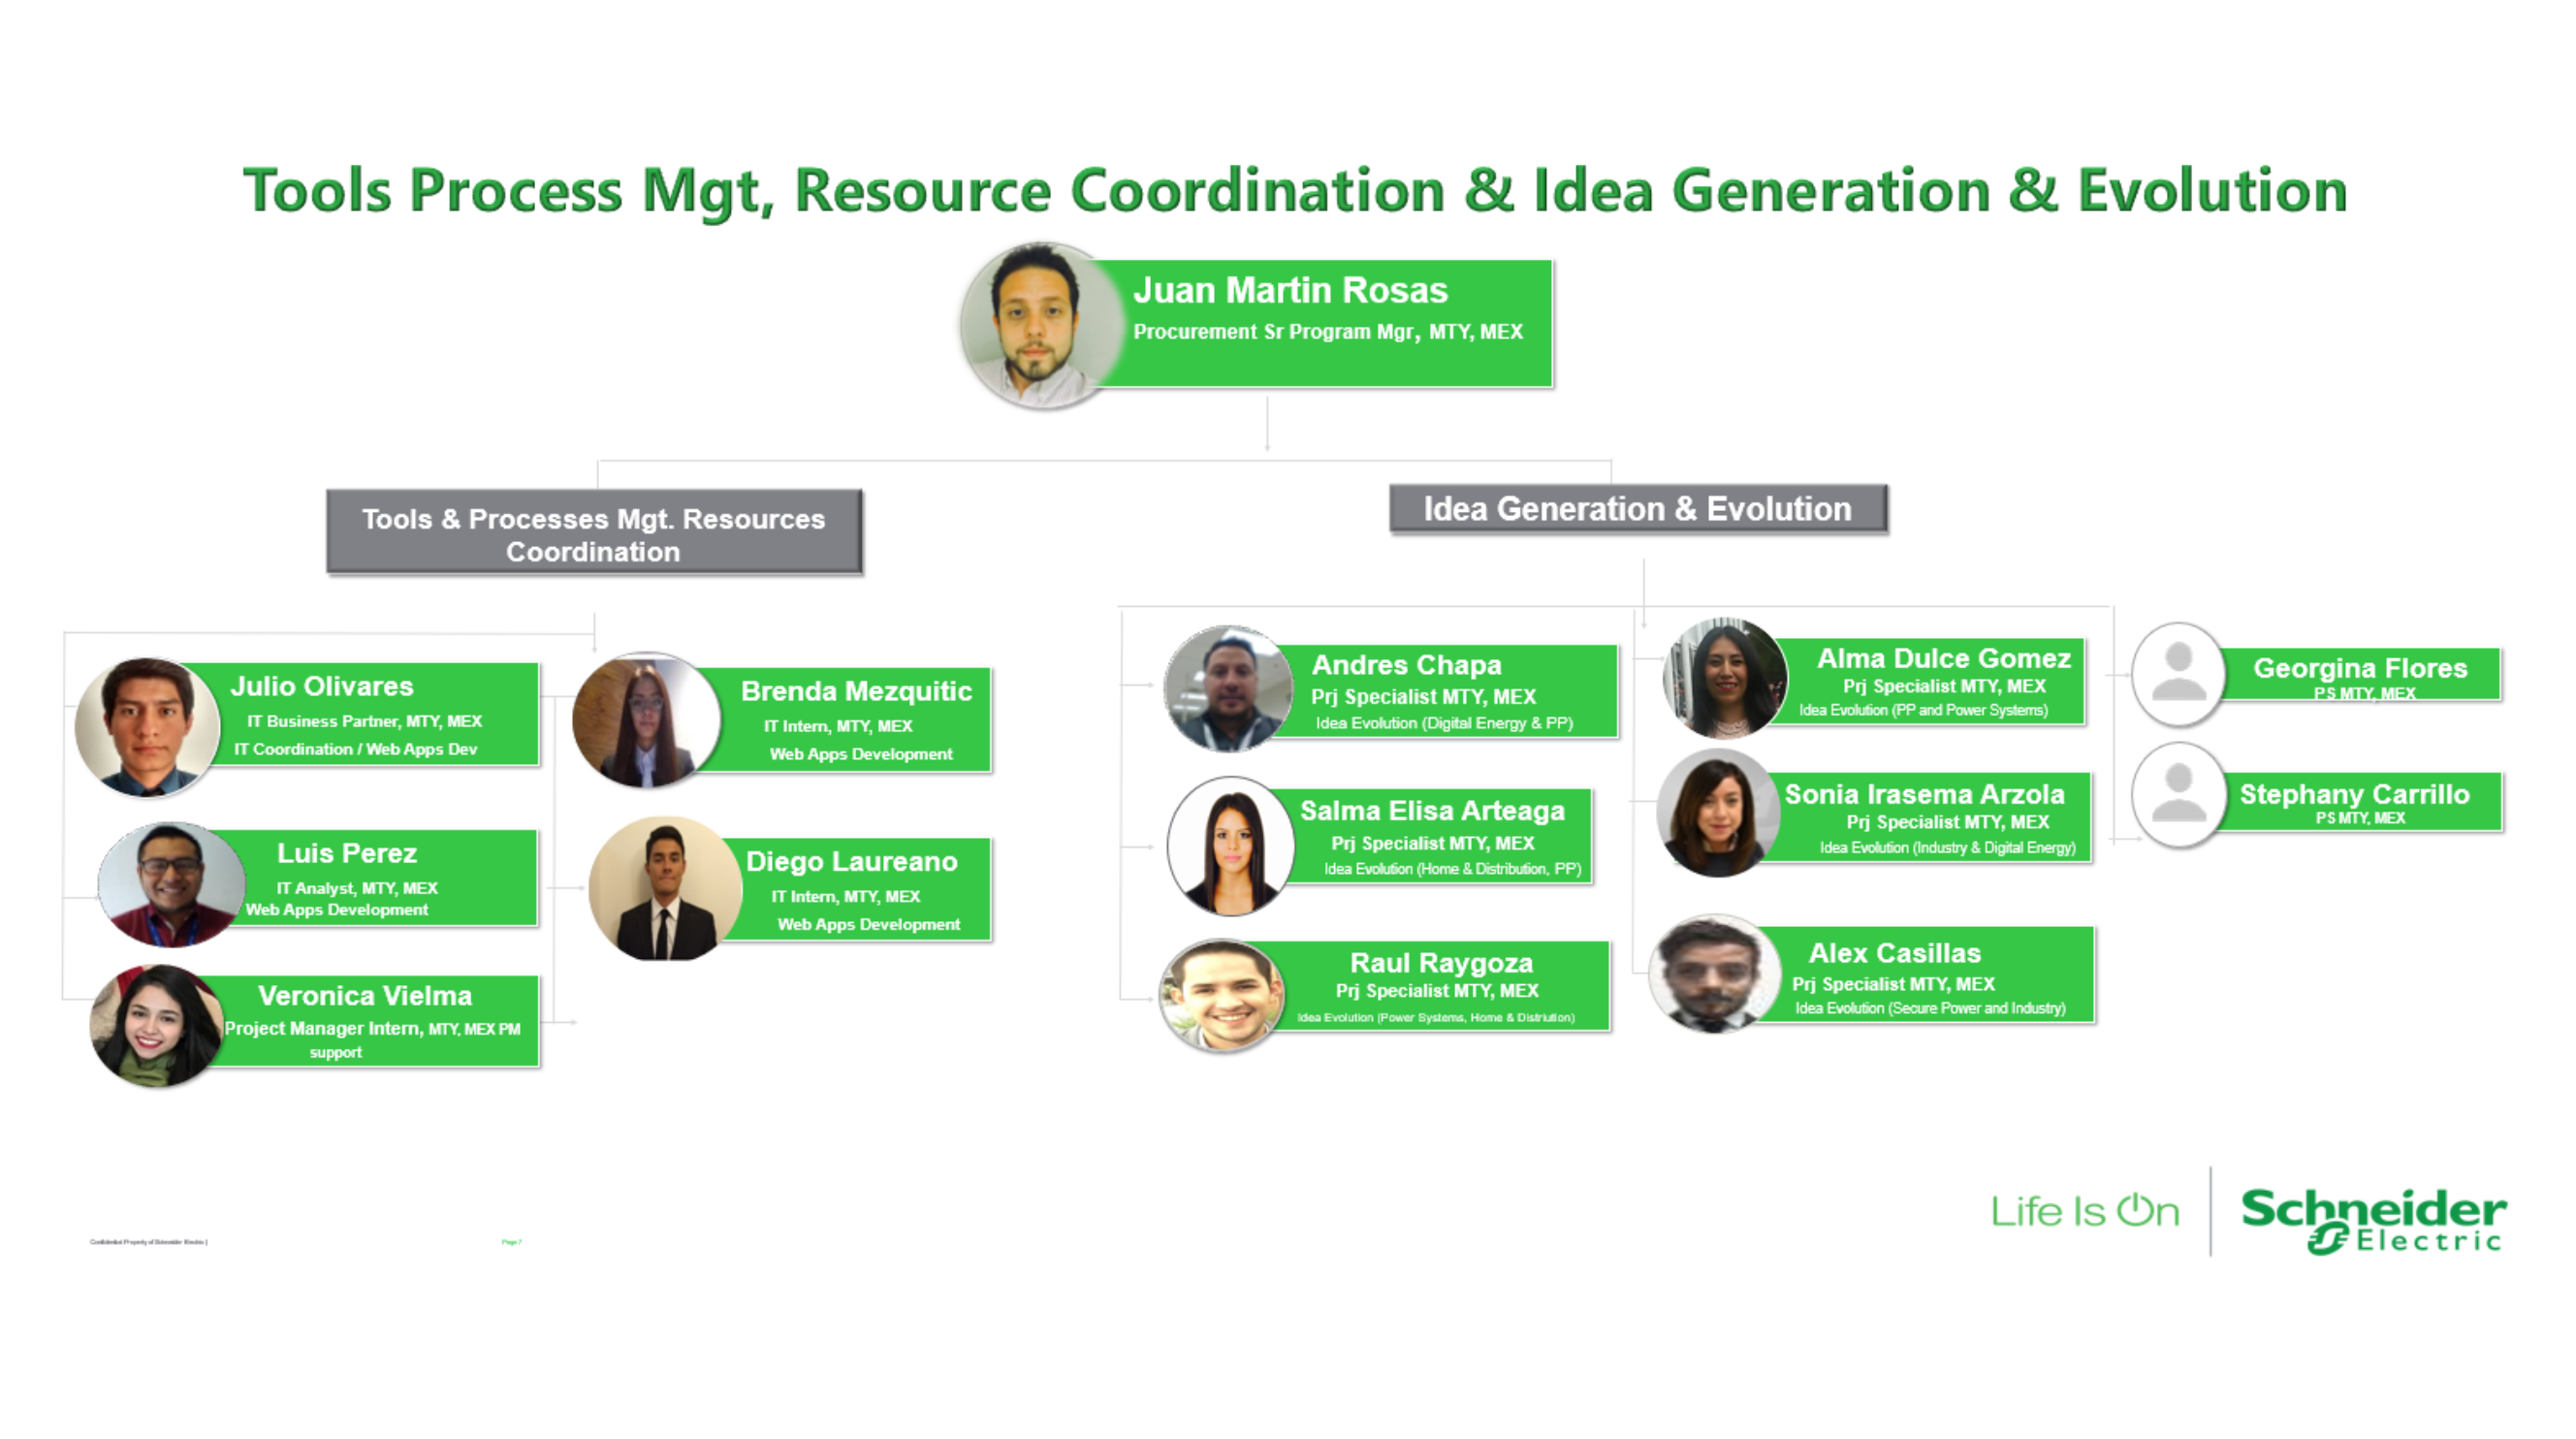 Tools Process Mgt, Resource Coordination & Idea Generation & Evolution
Juan Martin Rosas
Procurement Sr Program Mgr, MTY, MEX
Tools & Processes Mgt. Resources
Coordination
Idea Generation & Evolution
Julio Olivares
IT Business Partner, MTY, MEX
IT Coordination / Web Apps Dev
Brenda Mezquitic
IT Intern, MTY, MEX
Web Apps Development
Luis Perez
IT Analyst, MTY, MEX
Web Apps Development
Diego Laureano
IT Intern, MTY, MEX
Web Apps Development
Veronica Vielma
Project Manager Intern, MTY, MEX PM
support
Andres Chapa
Prj Specialist MTY, MEX
Idea Evolution (Digital Energy & PP)
Alma Dulce Gomez
Prj Specialist MTY, MEX
Idea Evolution (PP and Power Systems)
Georgina Flores
PS MTY, MEX
Salma Elisa Arteaga
Prj Specialist MTY, MEX
Idea Evolution (Home & Distribution, PP)
Sonia Irasema Arzola
Prj Specialist MTY, MEX
Idea Evolution (Industry & Digital Energy)
Stephany Carrillo
PS MTY, MEX
Raul Raygoza
Prj Specialist MTY, MEX
Idea Evolution (Power Systems, Home & Distriution)
Alex Casillas
Prj Specialist MTY, MEX
Idea Evolution (Secure Power and Industry)
Confidential Property of Schneider Electric |
Page 7
Life Is On
Schneider
Electric